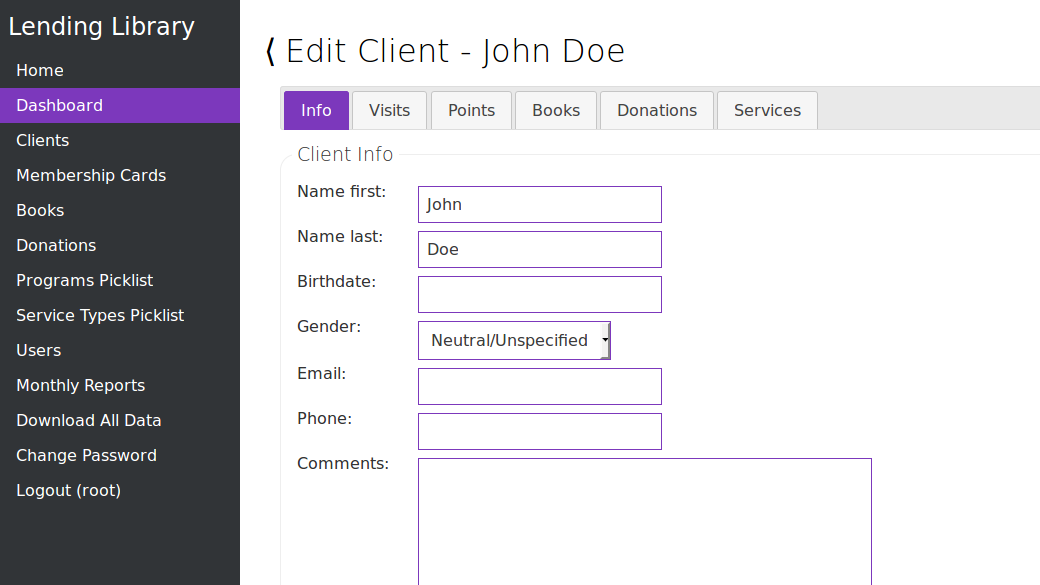 Lending Library
Home
Dashboard
Clients
Membership Cards
Books
Donations
Programs Picklist
Service Types Picklist
Users
Monthly Reports
Download All Data
Change Password
Logout (root)
⟨ Edit Client - John Doe
Info Visits Points Books Donations Services
Client Info
Name first: John
Name last: Doe
Birthdate:
Gender: Neutral/Unspecified
Email:
Phone:
Comments: